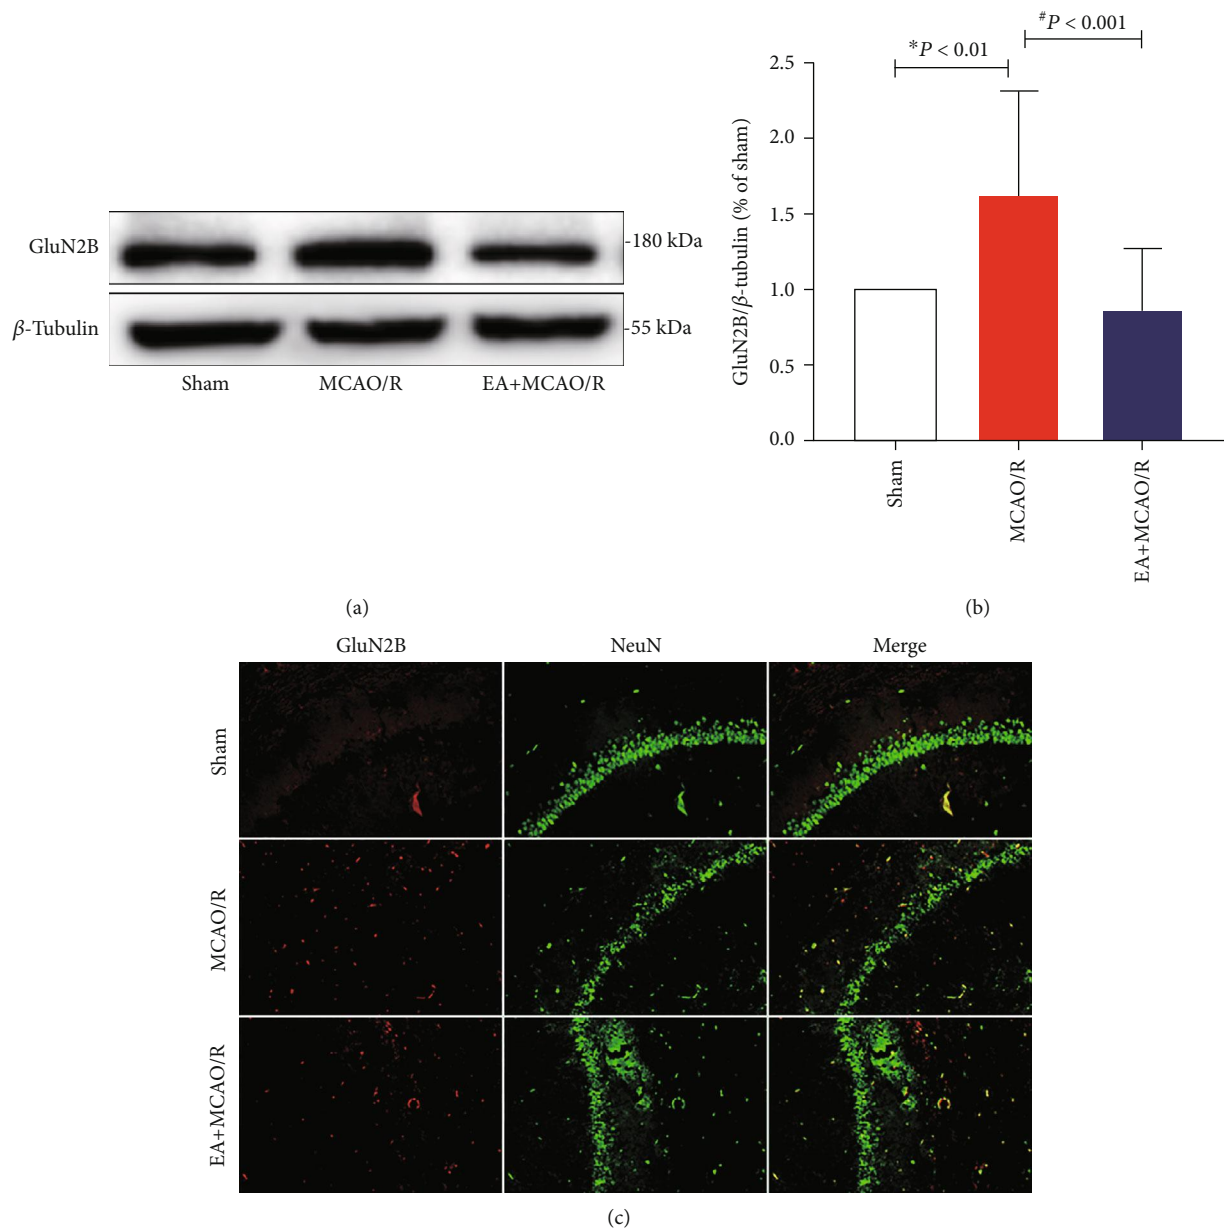 GluN2B
-180 kDa
β-Tubulin
-55 kDa
Sham MCAO/R EA+MCAO/R
(a)
#P < 0.001
*P < 0.01
GluN2B/β-tubulin (% of sham)
2.5
2.0
1.5
1.0
0.5
0.0
Sham
MCAO/R
EA+MCAO/R
(b)
GluN2B NeuN Merge
Sham
MCAO/R
EA+MCAO/R
(c)